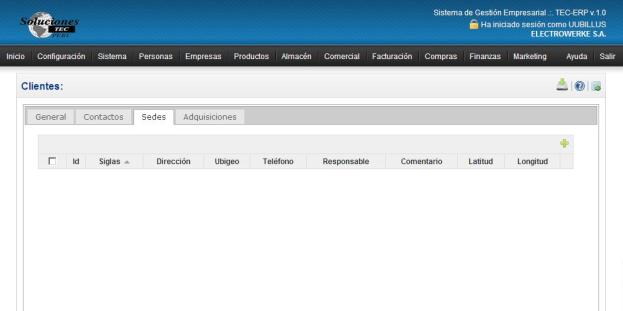 Sistema de Gestión Empresarial .:. TEC-ERP v.1.0
Soluciones
TEC
PERU
Ha iniciado sesión como UUBILLUS
ELECTROWERKE S.A.
Inicio Configuración Sistema Personas Empresas Productos Almacén Comercial Facturación Compras Finanzas Marketing Ayuda Salir
Clientes:
General Contactos Sedes Adquisiciones
Id Siglas Dirección Ubigeo Teléfono Responsable Comentario Latitud Longitud